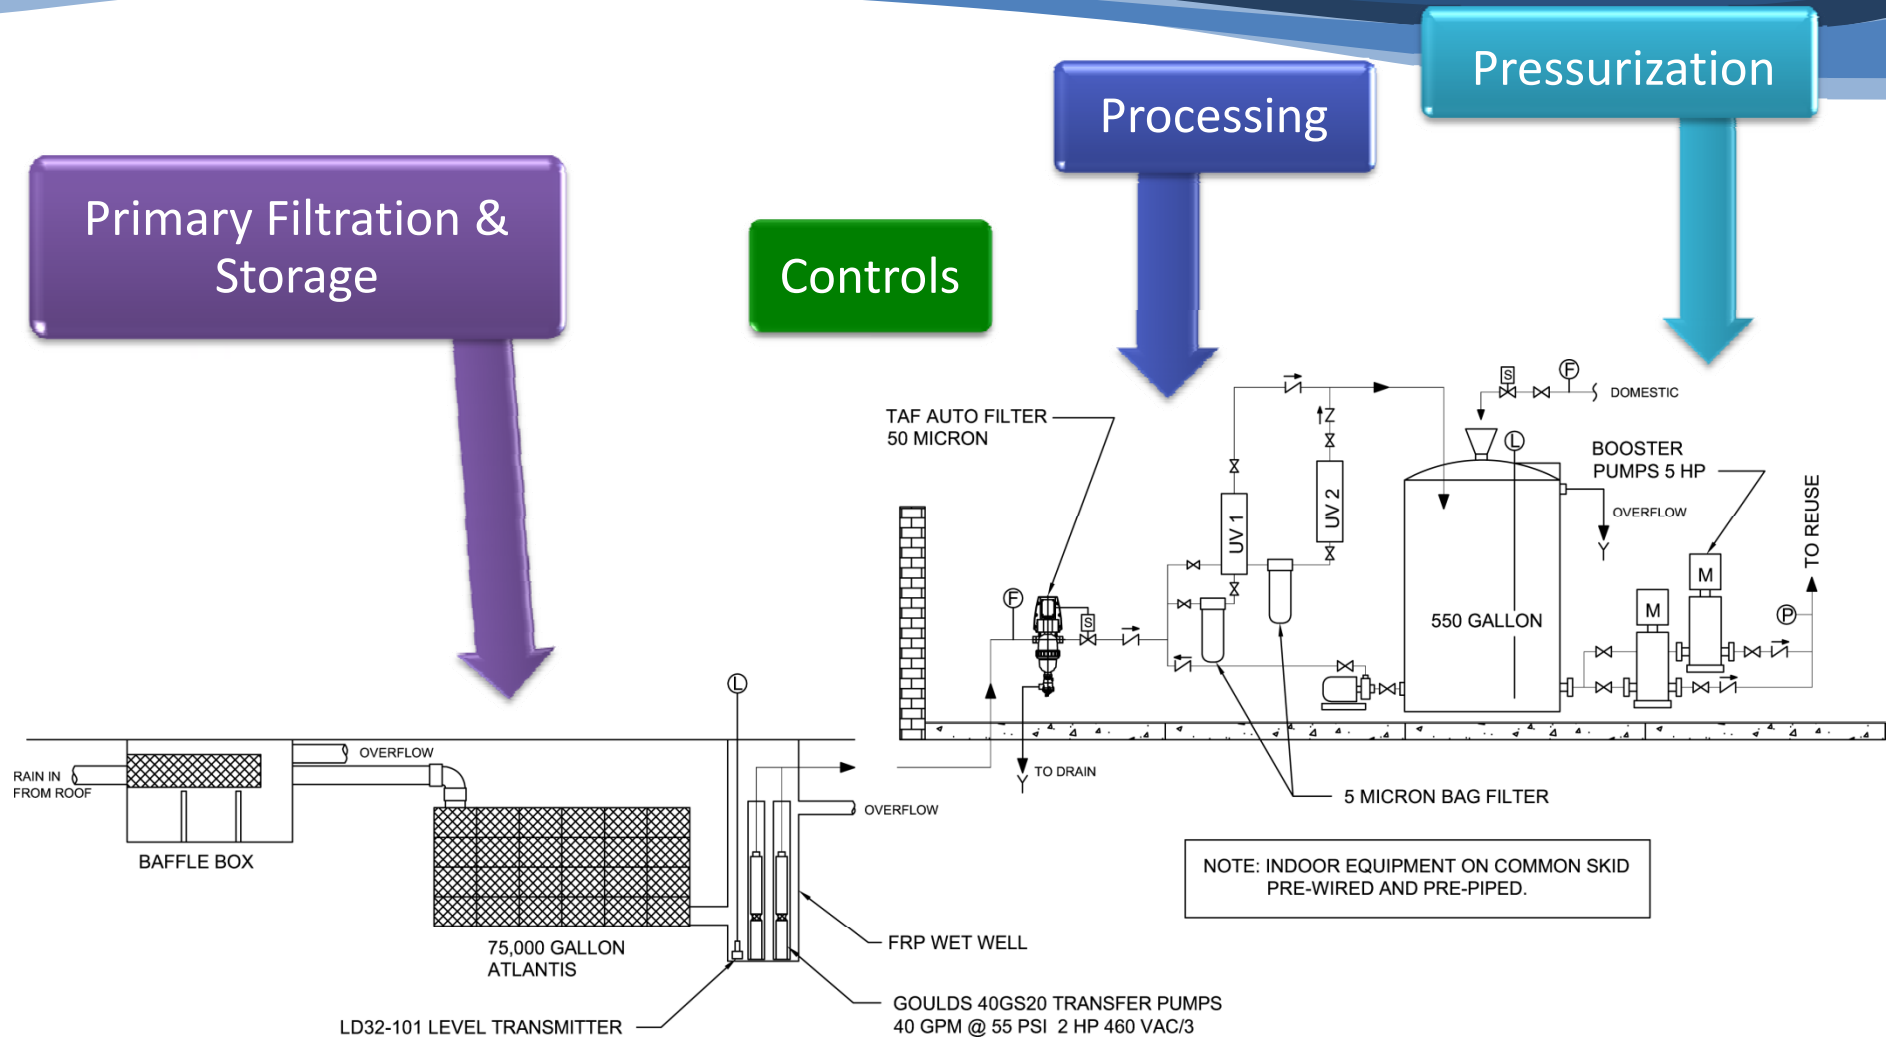 Pressurization
Processing
Primary Filtration &
Storage
Controls
S
F
DOMESTIC
TAF AUTO FILTER
50 MICRON
L
BOOSTER
PUMPS 5 HP
UV 1
UV 2
OVERFLOW
Y
TO REUSE
M
M
F
S
550 GALLON
P
L
OVERFLOW
RAIN IN
FROM ROOF
Y
TO DRAIN
OVERFLOW
5 MICRON BAG FILTER
BAFFLE BOX
NOTE: INDOOR EQUIPMENT ON COMMON SKID
PRE-WIRED AND PRE-PIPED.
75,000 GALLON
ATLANTIS
FRP WET WELL
LD32-101 LEVEL TRANSMITTER
GOULDS 40GS20 TRANSFER PUMPS
40 GPM @ 55 PSI  2 HP 460 VAC/3